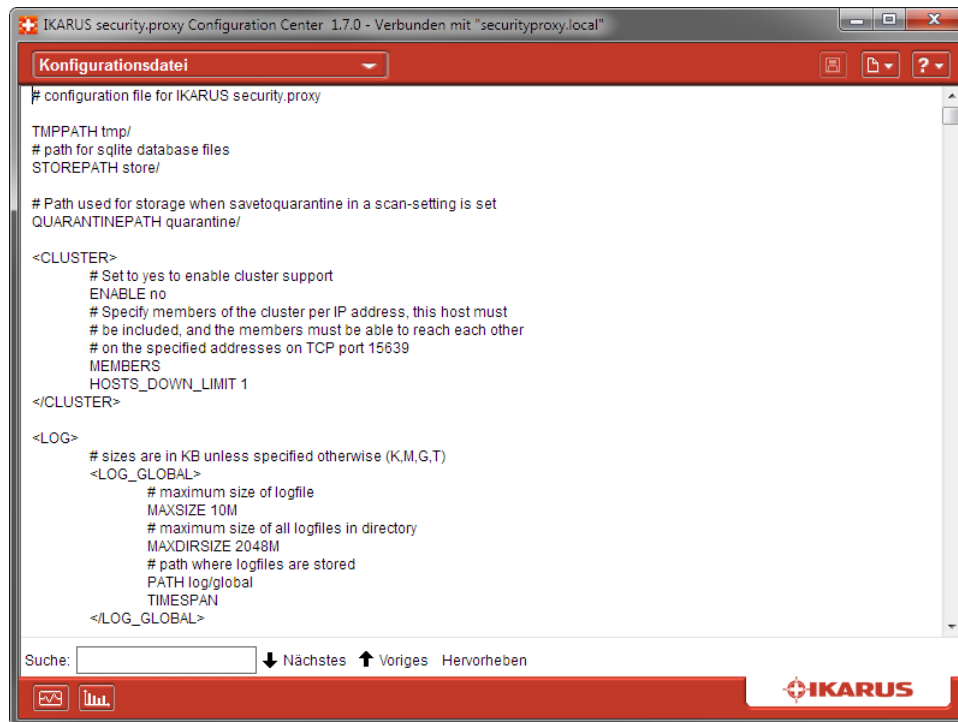 IKARUS security.proxy Configuration Center 1.7.0 - Verbunden mit "securityproxy.local"
Konfigurationsdatei
?
# configuration file for IKARUS security.proxy
TMPPATH tmp/
# path for sqlite database files
STOREPATH store/
# Path used for storage when savetoquarantine in a scan-setting is set
QUARANTINEPATH quarantine/
<CLUSTER>
# Set to yes to enable cluster support
ENABLE no
# Specify members of the cluster per IP address, this host must
# be included, and the members must be able to reach each other
# on the specified addresses on TCP port 15639
MEMBERS
HOSTS_DOWN_LIMIT 1
</CLUSTER>
<LOG>
# sizes are in KB unless specified otherwise (K,M,G,T)
<LOG_GLOBAL>
# maximum size of logfile
MAXSIZE 10M
# maximum size of all logfiles in directory
MAXDIRSIZE 2048M
# path where logfiles are stored
PATH log/global
TIMESPAN
</LOG_GLOBAL>
Suche: Nächstes Voriges Hervorheben
IKARUS